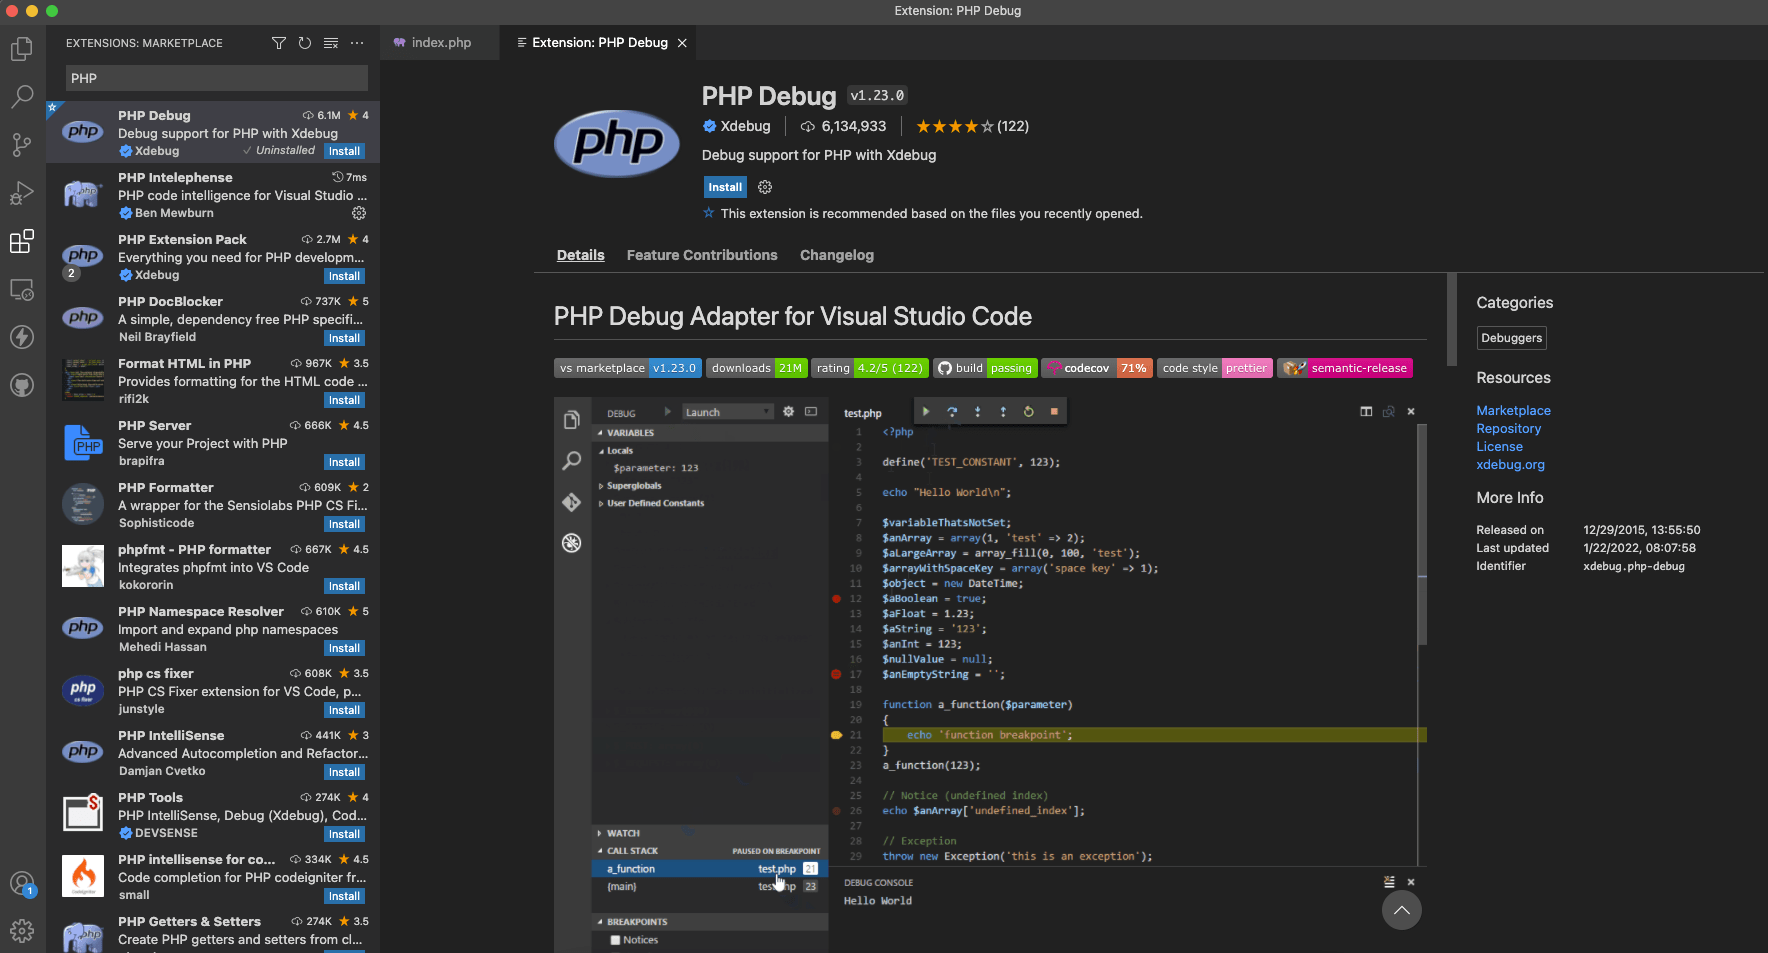 Extension: PHP Debug
EXTENSIONS: MARKETPLACE
PHP
PHP Debug 6.1M ★ 4
Debug support for PHP with Xdebug
Xdebug ✓ Uninstalled Install
PHP Intelephense 7ms
PHP code intelligence for Visual Studio ...
Ben Mewburn
PHP Extension Pack 2.7M ★ 4
Everything you need for PHP developm...
2 Xdebug Install
PHP DocBlocker 737K ★ 5
A simple, dependency free PHP specifi...
Neil Brayfield Install
Format HTML in PHP 967K ★ 3.5
Provides formatting for the HTML code ...
rifi2k Install
PHP Server 666K ★ 4.5
Serve your Project with PHP
brapifra Install
PHP Formatter 609K ★ 2
A wrapper for the Sensiolabs PHP CS Fi...
Sophisticode Install
phpfmt - PHP formatter 667K ★ 4.5
Integrates phpfmt into VS Code
kokororin Install
PHP Namespace Resolver 610K ★ 5
Import and expand php namespaces
Mehedi Hassan Install
php cs fixer 608K ★ 3.5
PHP CS Fixer extension for VS Code, p...
junstyle Install
PHP IntelliSense 441K ★ 3
Advanced Autocompletion and Refactor...
Damjan Cvetko Install
PHP Tools 274K ★ 4
PHP IntelliSense, Debug (Xdebug), Cod...
DEVSENSE Install
PHP intellisense for co... 334K ★ 4.5
Code completion for PHP codeigniter fr...
small Install
PHP Getters & Setters 274K ★ 3.5
Create PHP getters and setters from cl...
1
index.php
Extension: PHP Debug
php
PHP Debug v1.23.0
Xdebug 6,134,933 ★★★★☆ (122)
Debug support for PHP with Xdebug
Install
☆ This extension is recommended based on the files you recently opened.
Details Feature Contributions Changelog
PHP Debug Adapter for Visual Studio Code
vs marketplace v1.23.0 downloads 21M rating 4.2/5 (122) build passing codecov 71% code style prettier semantic-release
DEBUG Launch
VARIABLES
Locals
$parameter: 123
Superglobals
User Defined Constants
WATCH
CALL STACK PAUSED ON BREAKPOINT
a_function test.php 21
{main} 23
BREAKPOINTS
Notices
test.php
1 <?php
2
3 define('TEST_CONSTANT', 123);
4
5 echo "Hello World\n";
6
7 $variableThatsNotSet;
8 $anArray = array(1, 'test' => 2);
9 $aLargeArray = array_fill(0, 100, 'test');
10 $arrayWithSpaceKey = array('space key' => 1);
11 $object = new DateTime;
12 $aBoolean = true;
13 $aFloat = 1.23;
14 $aString = '123';
15 $anInt = 123;
16 $nullValue = null;
17 $anEmptyString = '';
18
19 function a_function($parameter)
20 {
21 echo 'function breakpoint';
22 }
23 a_function(123);
24
25 // Notice (undefined index)
26 echo $anArray['undefined_index'];
27
28 // Exception
29 throw new Exception('this is an exception');
DEBUG CONSOLE
Hello World
Categories
Debuggers
Resources
Marketplace
Repository
License
xdebug.org
More Info
Released on 12/29/2015, 13:55:50
Last updated 1/22/2022, 08:07:58
Identifier xdebug.php-debug